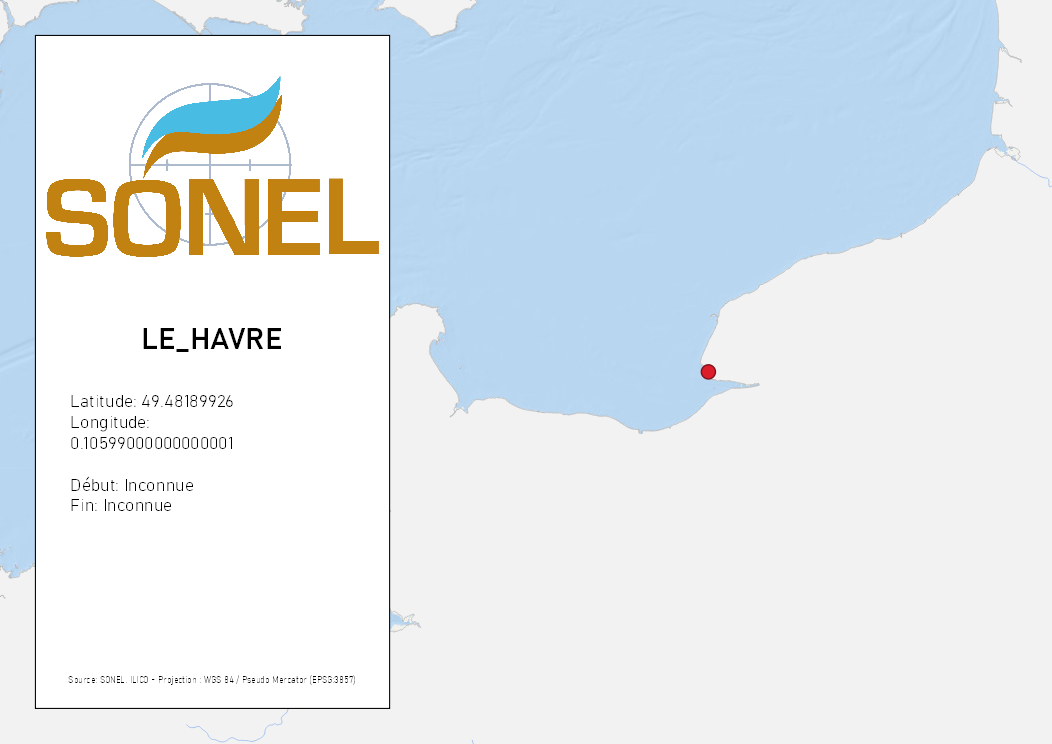 SONEL
LE_HAVRE
Latitude: 49.48189926
Longitude:
0.10599000000000001
Début: Inconnue
Fin: Inconnue
Source: SONEL, ILICO - Projection : WGS 84 / Pseudo Mercator (EPSG:3857)